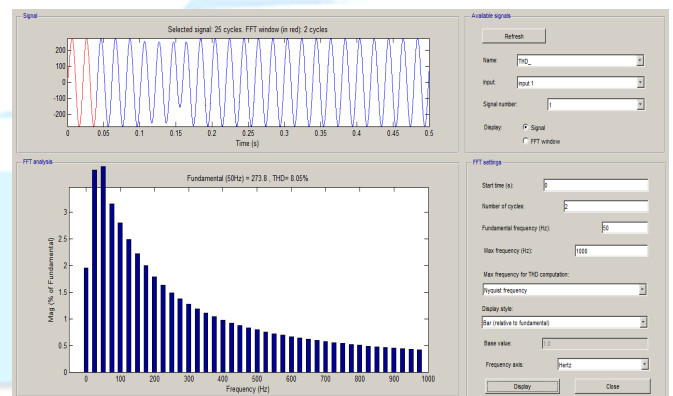 Signal
Selected signal: 25 cycles. FFT window (in red): 2 cycles
200
100
0
-100
-200
0 0.05 0.1 0.15 0.2 0.25 0.3 0.35 0.4 0.45 0.5
Time (s)
FFT analysis
Fundamental (50Hz) = 273.8 , THD= 8.05%
Mag (% of Fundamental)
3
2.5
2
1.5
1
0.5
0
0 100 200 300 400 500 600 700 800 900 1000
Frequency (Hz)
Available signals
Refresh
Name: THD_
Input: input 1
Signal number: 1
Display: Signal
FFT window
FFT settings
Start time (s): 0
Number of cycles: 2
Fundamental frequency (Hz): 50
Max frequency (Hz): 1000
Max frequency for THD computation:
Nyquist frequency
Display style:
Bar (relative to fundamental)
Base value: 1.0
Frequency axis: Hertz
Display Close